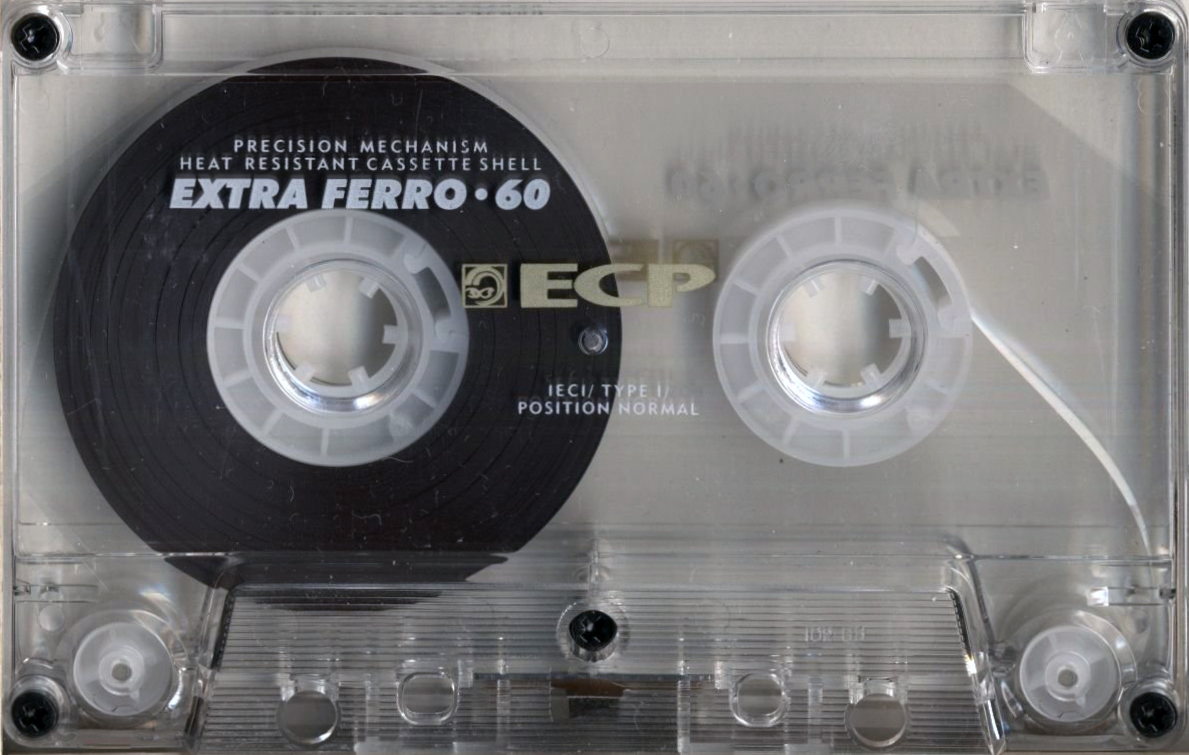 PRECISION MECHANISM
HEAT RESISTANT CASSETTE SHELL
EXTRA FERRO • 60
ECP
IECI/ TYPE I/
POSITION NORMAL